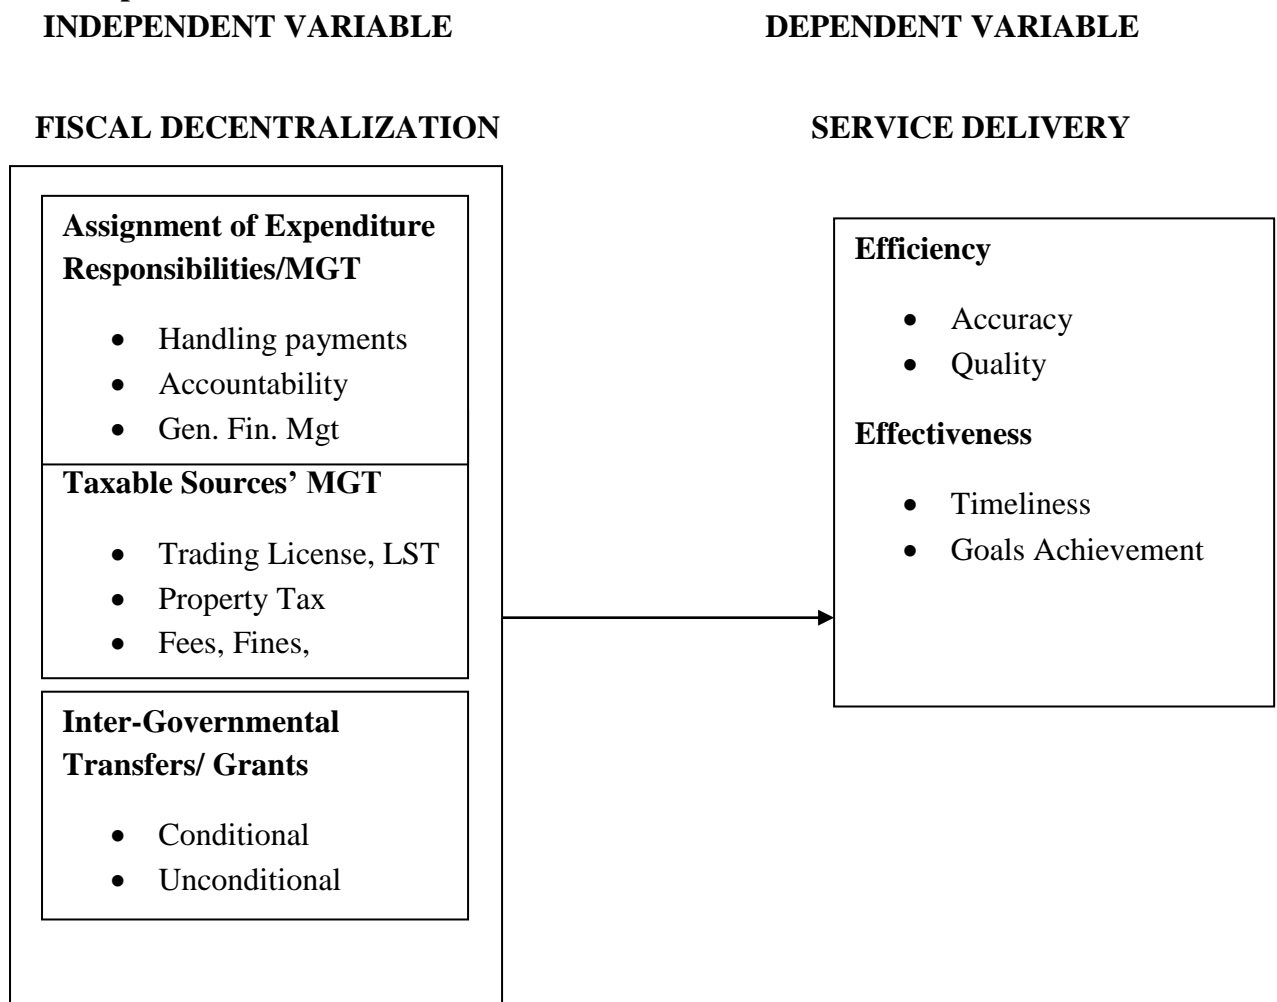 INDEPENDENT VARIABLE
DEPENDENT VARIABLE
FISCAL DECENTRALIZATION
SERVICE DELIVERY
Assignment of Expenditure
Responsibilities/MGT
• Handling payments
• Accountability
• Gen. Fin. Mgt
Taxable Sources’ MGT
• Trading License, LST
• Property Tax
• Fees, Fines,
Inter-Governmental
Transfers/ Grants
• Conditional
• Unconditional
Efficiency
• Accuracy
• Quality
Effectiveness
• Timeliness
• Goals Achievement